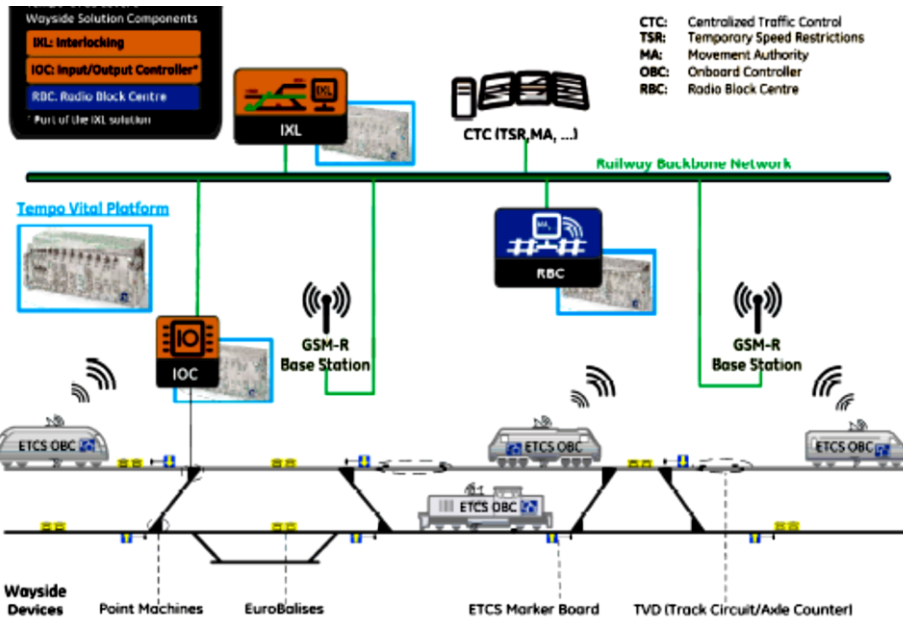 Wayside Solution Components
IXL: Interlocking
IOC: Input/Output Controller*
RBC. Radio Block Centre
* Part of the IXL solution
IXL
CTC (TSR,MA, ...)
CTC: Centralized Traffic Control
TSR: Temporary Speed Restrictions
MA: Movement Authority
OBC: Onboard Controller
RBC: Radio Block Centre
Railway Backbone Network
Tempo Vital Platform
MA
RBC
IO
IOC
GSM-R
Base Station
GSM-R
Base Station
ETCS OBC
ETCS OBC
ETCS OBC
ETCS OBC
Wayside
Devices
Point Machines
EuroBalises
ETCS Marker Board
TVD (Track Circuit/Axle Counter)